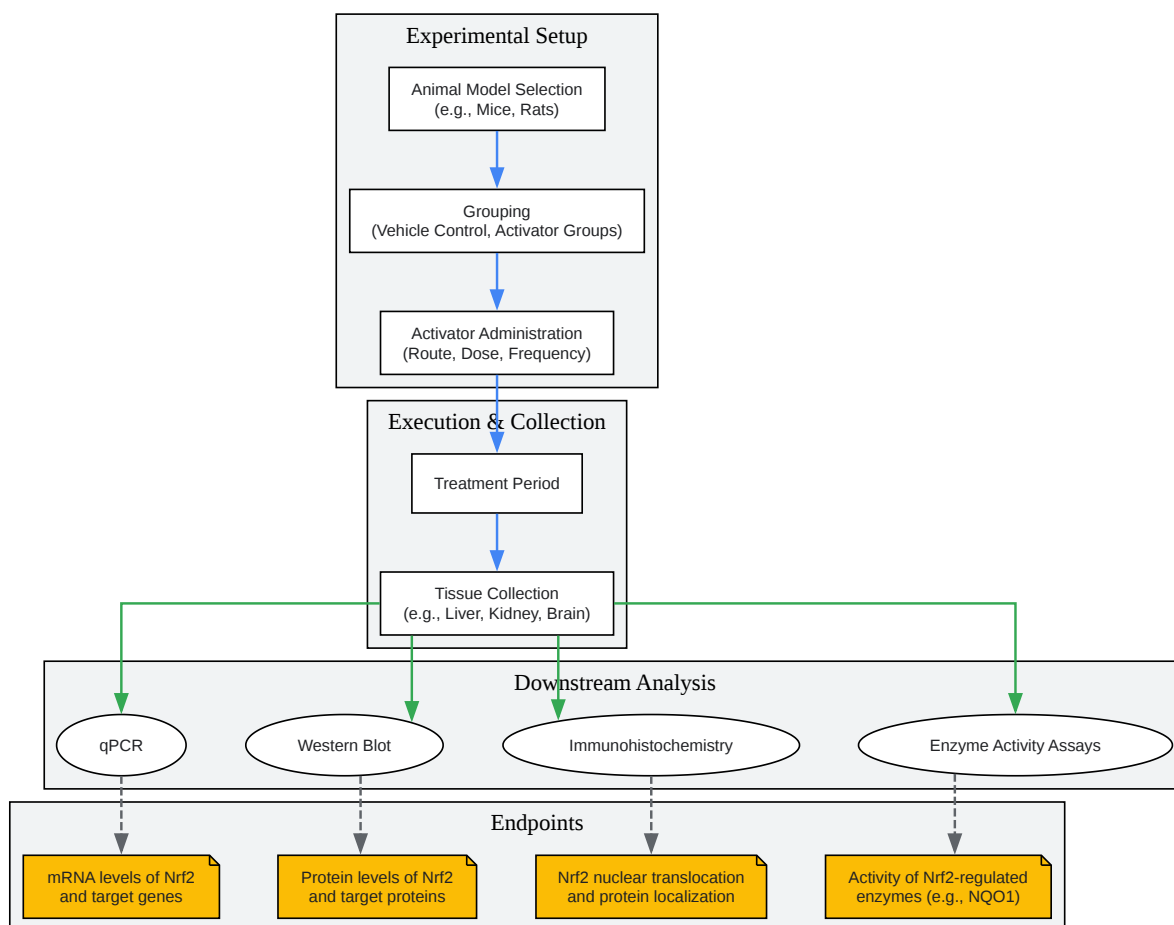 Experimental Setup
Animal Model Selection
(e.g., Mice, Rats)
Grouping
(Vehicle Control, Activator Groups)
Activator Administration
(Route, Dose, Frequency)
Execution & Collection
Treatment Period
Tissue Collection
(e.g., Liver, Kidney, Brain)
Downstream Analysis
qPCR
Western Blot
Immunohistochemistry
Enzyme Activity Assays
Endpoints
mRNA levels of Nrf2
and target genes
Protein levels of Nrf2
and target proteins
Nrf2 nuclear translocation
and protein localization
Activity of Nrf2-regulated
enzymes (e.g., NQO1)